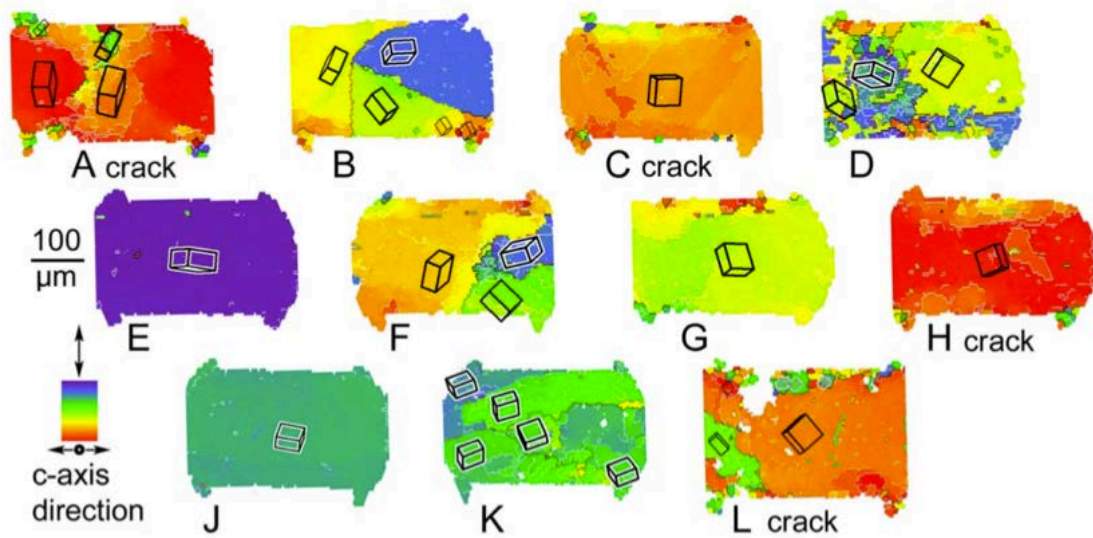 A crack
B
C crack
D
100
μm
E
F
G
H crack
c-axis
direction
J
K
L crack